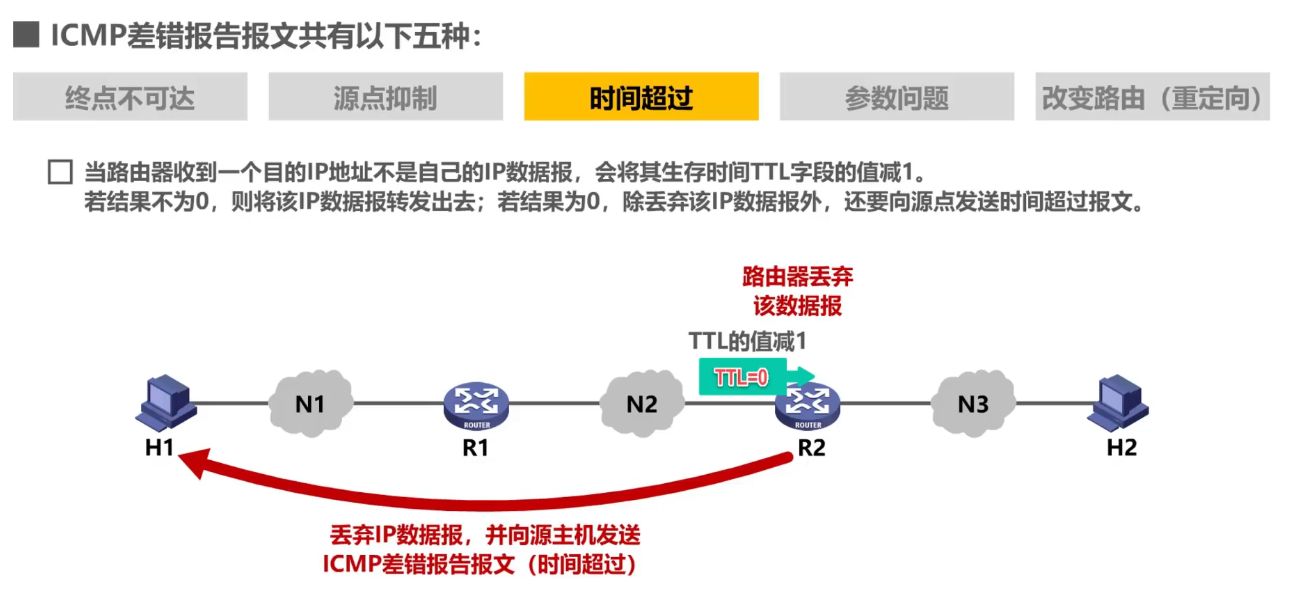 ICMP差错报告报文共有以下五种：
终点不可达
源点抑制
时间超过
参数问题
改变路由（重定向）
当路由器收到一个目的IP地址不是自己的IP数据报，会将其生存时间TTL字段的值减1。
若结果不为0，则将该IP数据报转发出去；若结果为0，除丢弃该IP数据报外，还要向源点发送时间超过报文。
路由器丢弃
该数据报
TTL的值减1
TTL=0
N1
N2
N3
ROUTER
ROUTER
H1
R1
R2
H2
丢弃IP数据报，并向源主机发送
ICMP差错报告报文（时间超过）